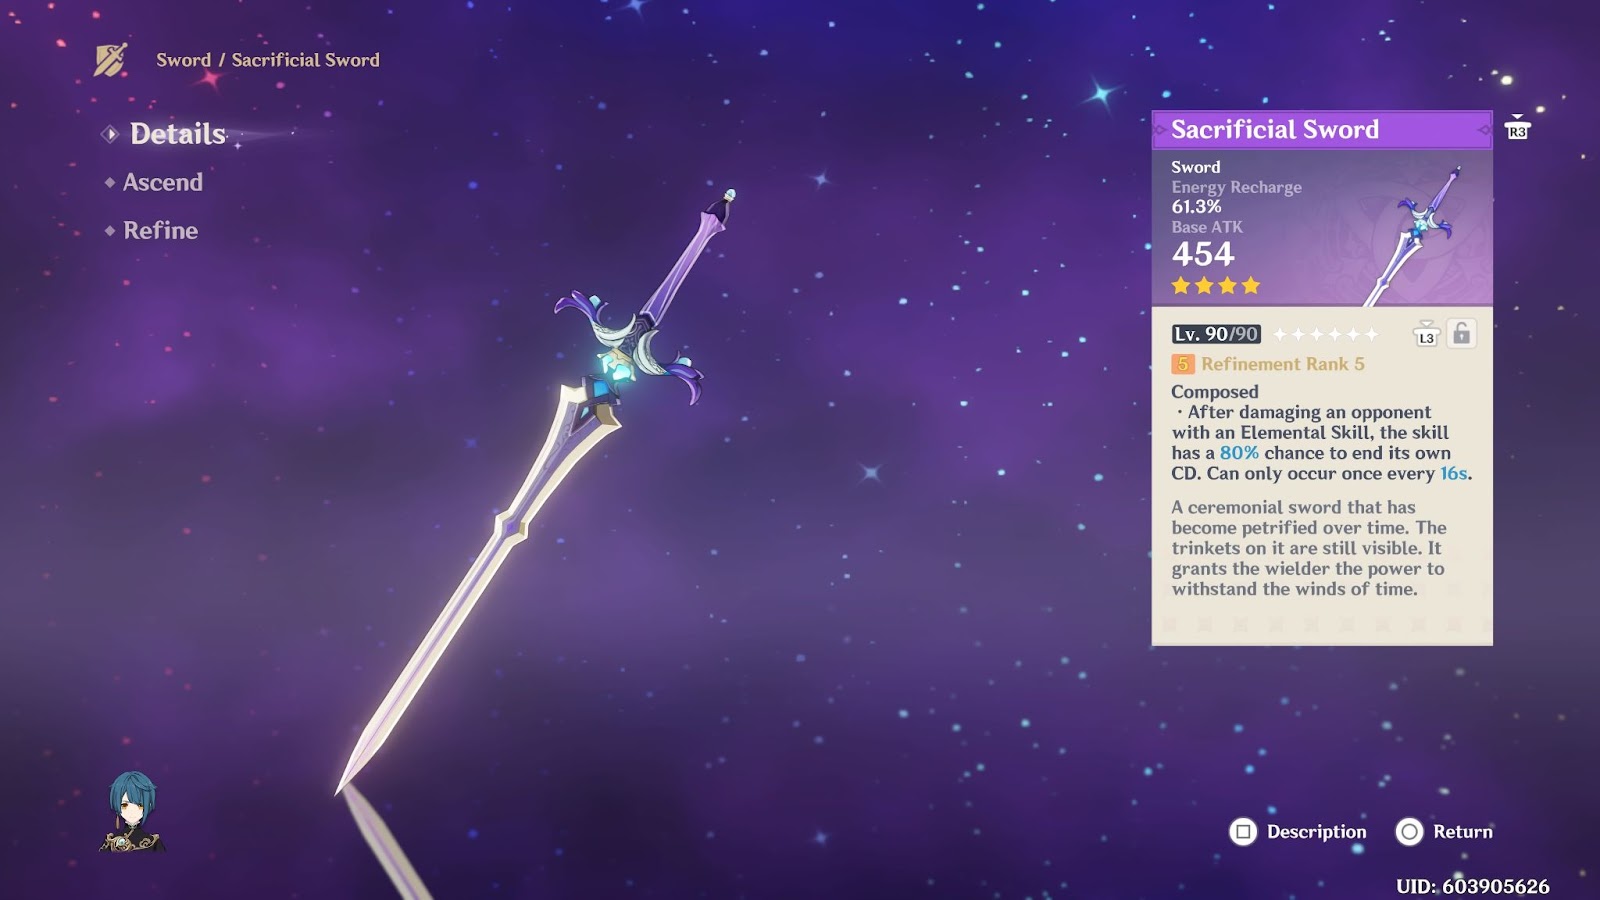 Sword / Sacrificial Sword
Details
Ascend
Refine
Sacrificial Sword
R3
Sword
Energy Recharge
61.3%
Base ATK
454
Lv. 90/90
L3
5 Refinement Rank 5
Composed
· After damaging an opponent
with an Elemental Skill, the skill
has a 80% chance to end its own
CD. Can only occur once every 16s.
A ceremonial sword that has
become petrified over time. The
trinkets on it are still visible. It
grants the wielder the power to
withstand the winds of time.
Description
Return
UID: 603905626